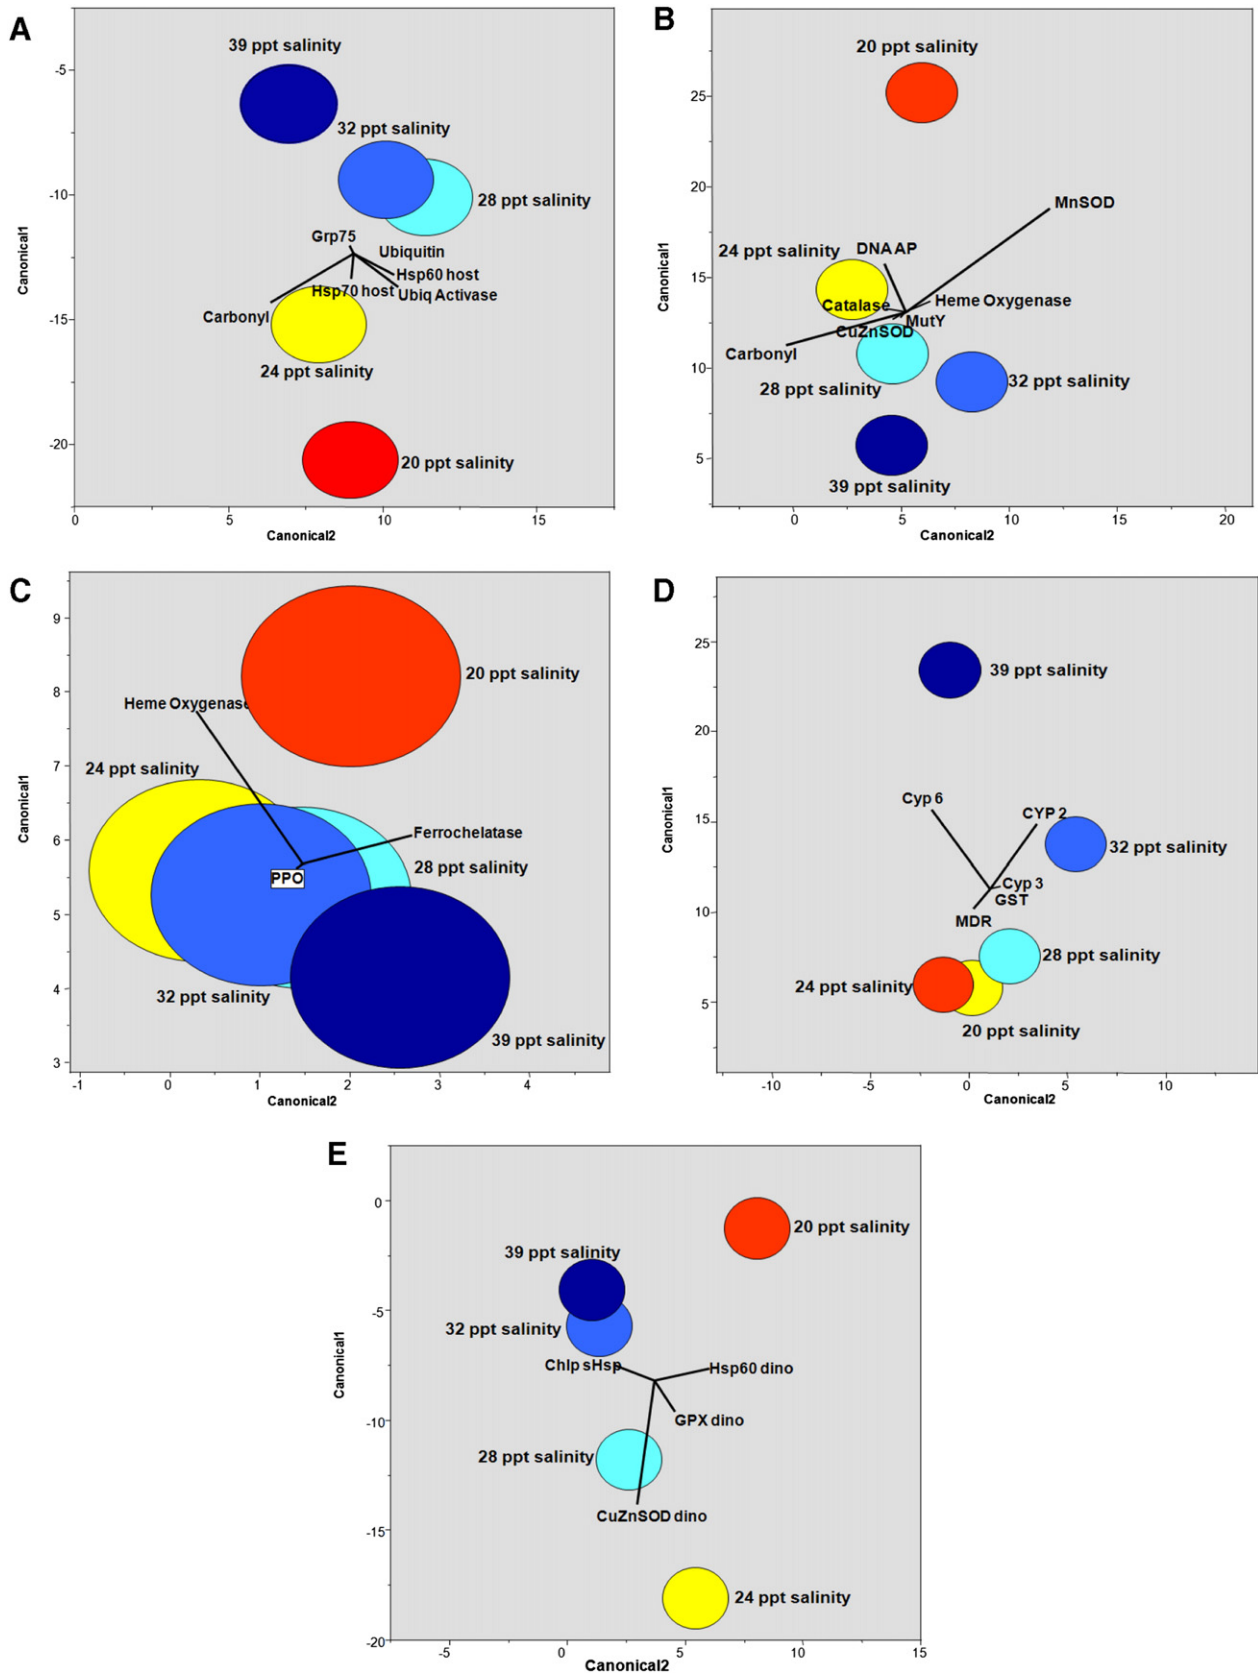 A
39 ppt salinity
32 ppt salinity
28 ppt salinity
Grp75
Ubiquitin
Hsp60 host
Hsp70 host
Ubiq Activase
Carbonyl
24 ppt salinity
20 ppt salinity
Canonical1
-5
-10
-15
-20
0
5
10
15
Canonical2
B
20 ppt salinity
MnSOD
24 ppt salinity
DNA AP
Catalase
Heme Oxygenase
MutY
CuZnSOD
Carbonyl
28 ppt salinity
32 ppt salinity
39 ppt salinity
Canonical1
25
20
15
10
5
0
5
10
15
20
Canonical2
C
20 ppt salinity
Heme Oxygenase
24 ppt salinity
Ferrochelatase
28 ppt salinity
PPO
32 ppt salinity
39 ppt salinity
Canonical1
9
8
7
6
5
4
3
-1
0
1
2
3
4
Canonical2
D
39 ppt salinity
Cyp 6
CYP 2
32 ppt salinity
Cyp 3
GST
MDR
28 ppt salinity
24 ppt salinity
20 ppt salinity
Canonical1
25
20
15
10
5
-10
-5
0
5
10
Canonical2
E
20 ppt salinity
39 ppt salinity
32 ppt salinity
Chlp sHsp
Hsp60 dino
GPX dino
28 ppt salinity
CuZnSOD dino
24 ppt salinity
Canonical1
0
-5
-10
-15
-20
-5
0
5
10
15
Canonical2